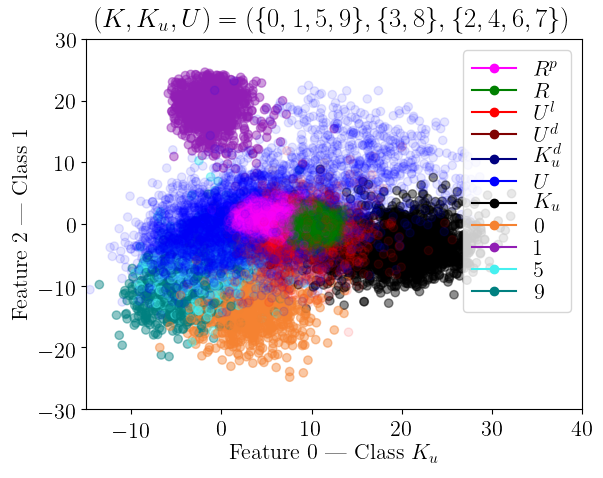 (K, K_u, U) = ({0, 1, 5, 9}, {3, 8}, {2, 4, 6, 7})
30
20
10
0
−10
−20
−30
Feature 2 — Class 1
R^p
R
U^l
U^d
K_u^d
U
K_u
0
1
5
9
−10 0 10 20 30 40
Feature 0 — Class K_u